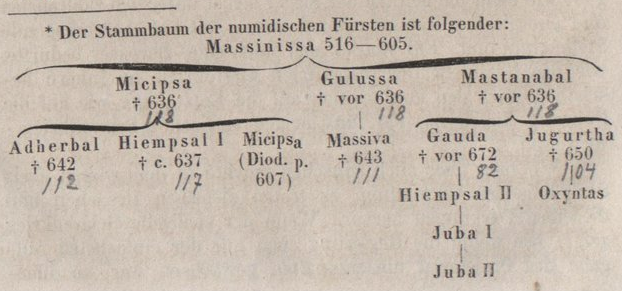 * Der Stammbaum der numidischen Fürsten ist folgender:
Massinissa 516—605.
Micipsa Gulussa Mastanabal
† 636 † vor 636 † vor 636
118 118 118
Adherbal Hiempsal I Micipsa Massiva Gauda Jugurtha
† 642 † c. 637 (Diod. p. † 643 † vor 672 † 650
112 117 607) 111 82 104
Hiempsal II Oxyntas
Juba I
Juba II